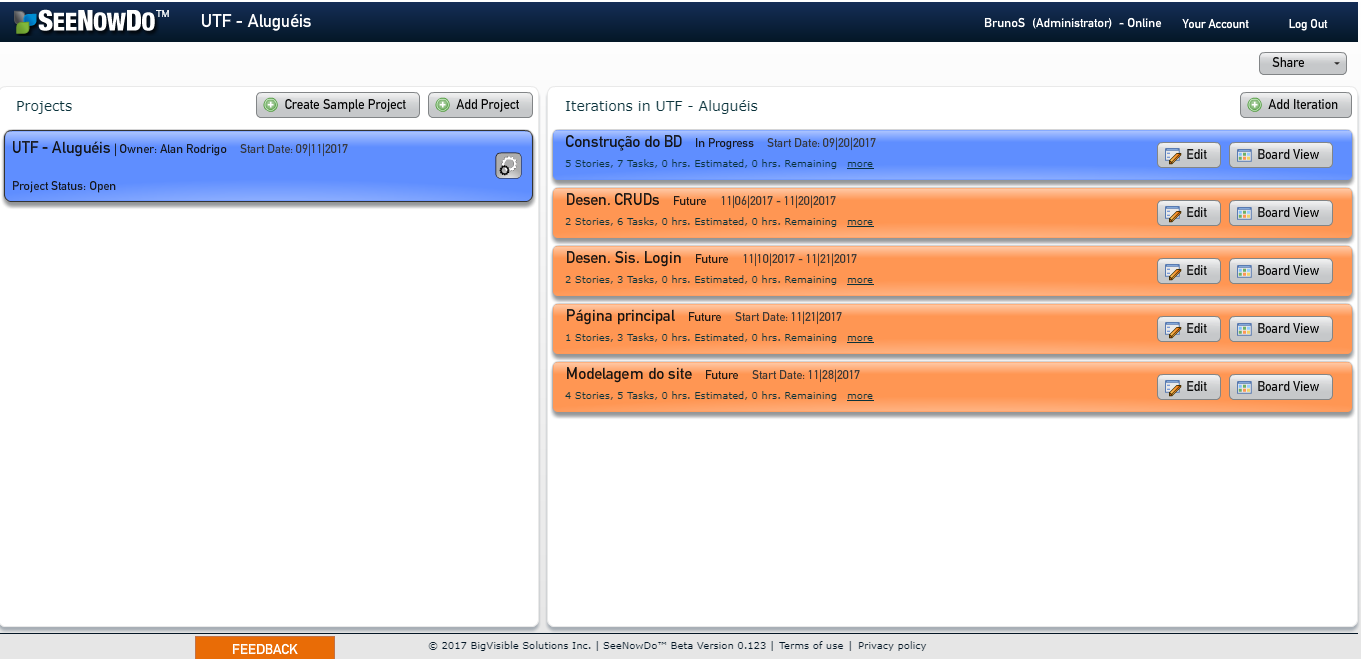 SEENOWDO™ UTF - Aluguéis BrunoS (Administrator) - Online Your Account Log Out
Share
Projects Create Sample Project Add Project
UTF - Aluguéis | Owner: Alan Rodrigo Start Date: 09|11|2017
Project Status: Open
Iterations in UTF - Aluguéis Add Iteration
Construção do BD In Progress Start Date: 09|20|2017
5 Stories, 7 Tasks, 0 hrs. Estimated, 0 hrs. Remaining more
Edit Board View
Desen. CRUDs Future 11|06|2017 - 11|20|2017
2 Stories, 6 Tasks, 0 hrs. Estimated, 0 hrs. Remaining more
Edit Board View
Desen. Sis. Login Future 11|10|2017 - 11|21|2017
2 Stories, 3 Tasks, 0 hrs. Estimated, 0 hrs. Remaining more
Edit Board View
Página principal Future Start Date: 11|21|2017
1 Stories, 3 Tasks, 0 hrs. Estimated, 0 hrs. Remaining more
Edit Board View
Modelagem do site Future Start Date: 11|28|2017
4 Stories, 5 Tasks, 0 hrs. Estimated, 0 hrs. Remaining more
Edit Board View
FEEDBACK © 2017 BigVisible Solutions Inc. | SeeNowDo™ Beta Version 0.123 | Terms of use | Privacy policy